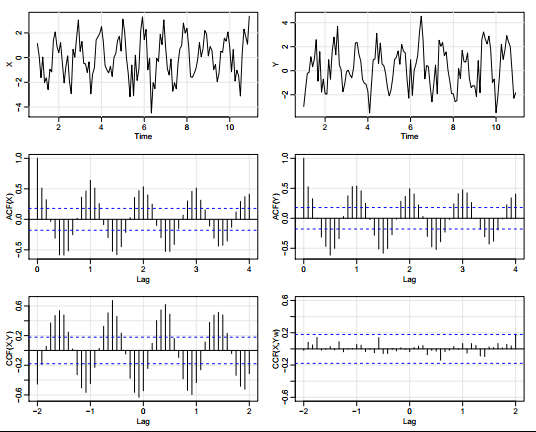 X
2
0
−2
−4
2 4 6 8 10
Time
Y
4
2
0
−2
2 4 6 8 10
Time
ACF(X)
1.0
0.5
0.0
−0.5
0 1 2 3 4
Lag
ACF(Y)
1.0
0.5
0.0
−0.5
0 1 2 3 4
Lag
CCF(X,Y)
0.6
0.2
−0.2
−0.6
−2 −1 0 1 2
Lag
CCF(X,Yw)
0.6
0.2
−0.2
−0.6
−2 −1 0 1 2
Lag